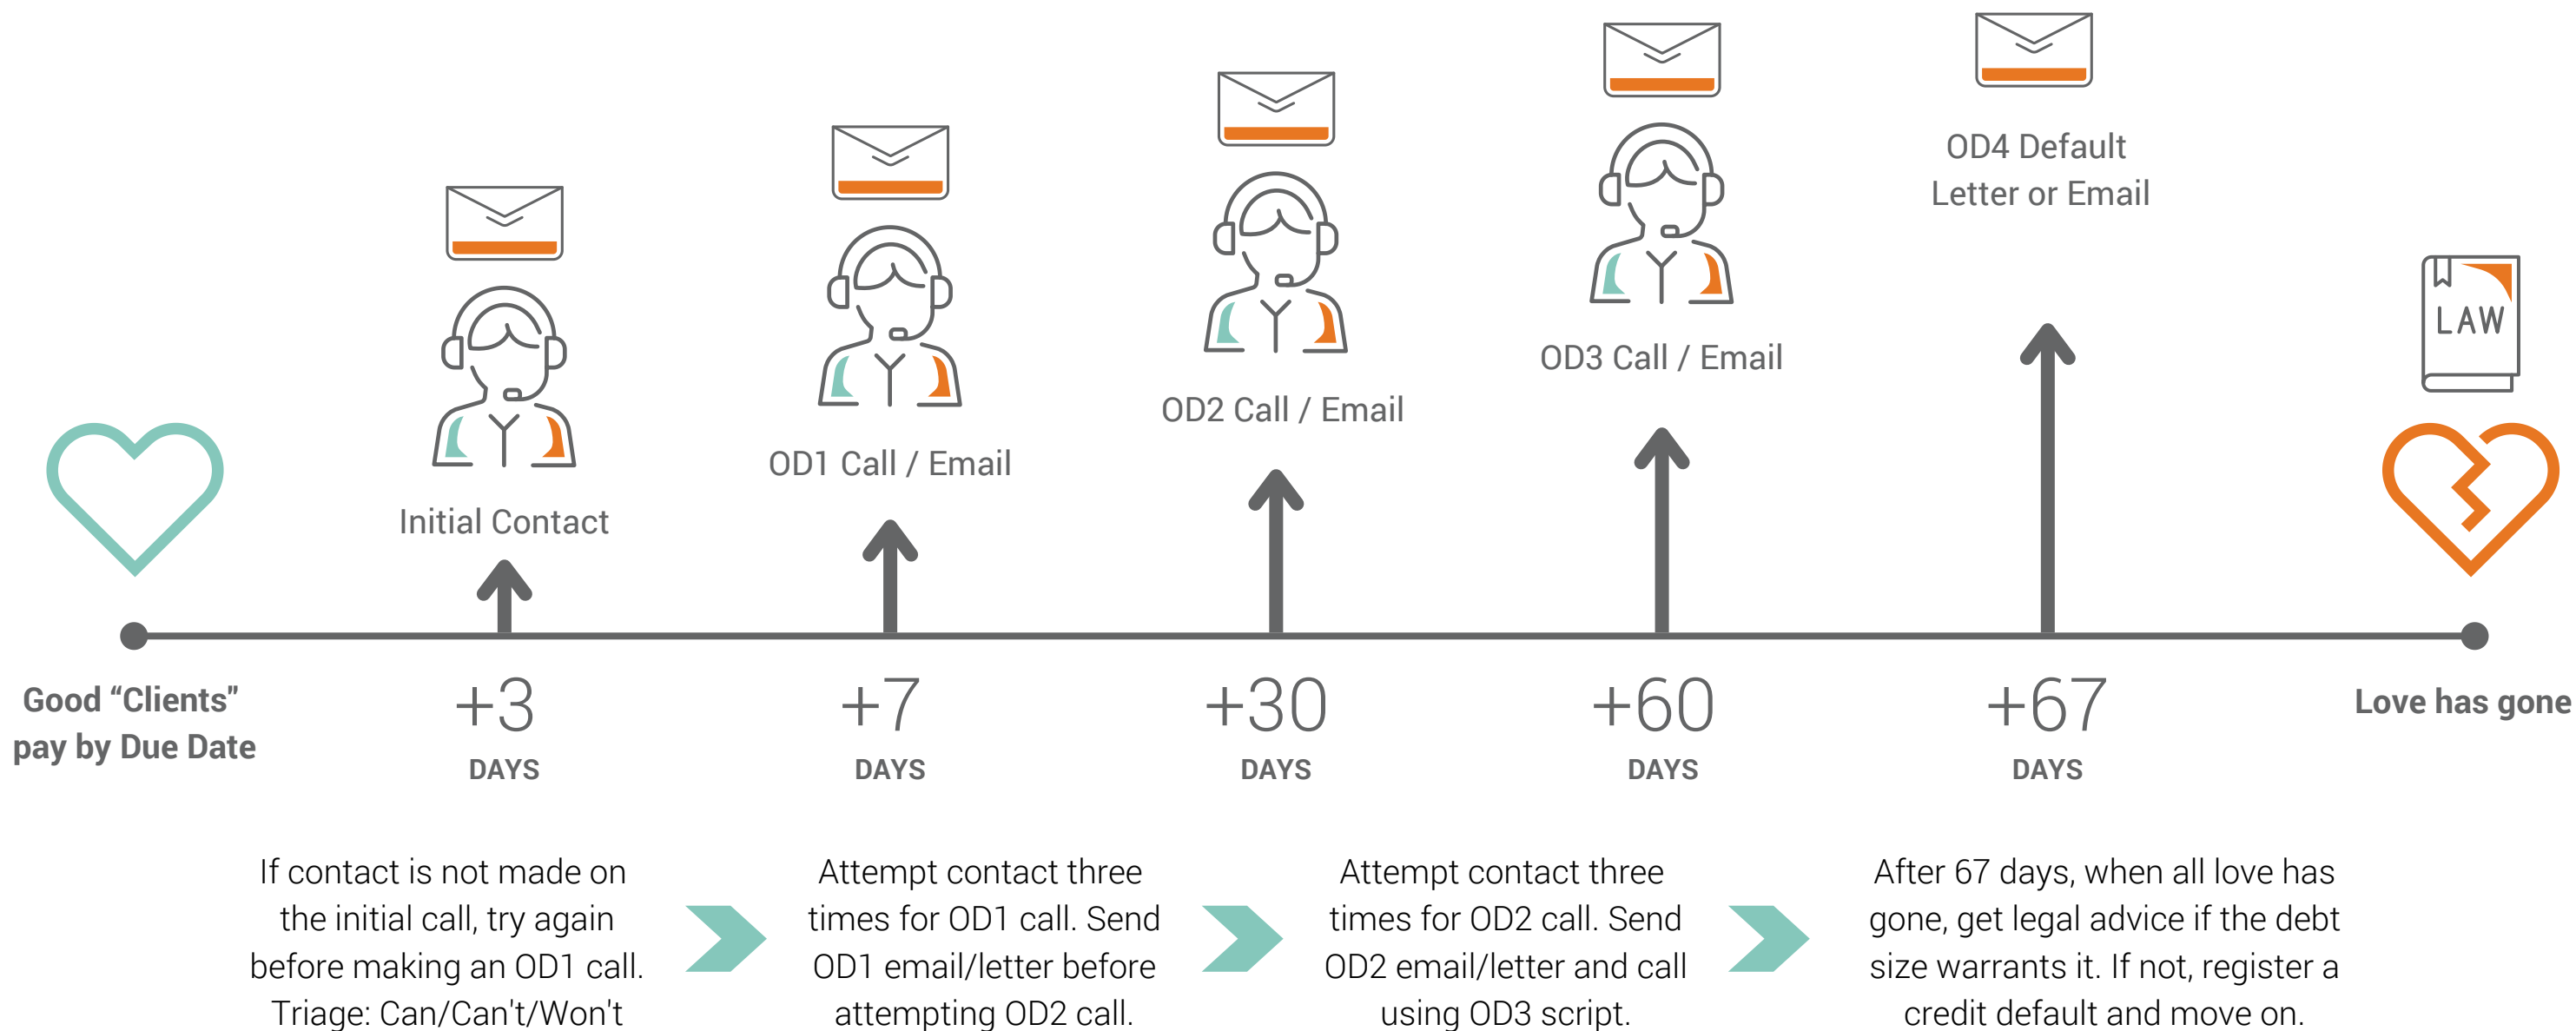 OD4 Default
Letter or Email
LAW
OD3 Call / Email
OD2 Call / Email
OD1 Call / Email
Initial Contact
Good “Clients”
pay by Due Date
+3
DAYS
+7
DAYS
+30
DAYS
+60
DAYS
+67
DAYS
Love has gone
If contact is not made on
the initial call, try again
before making an OD1 call.
Triage: Can/Can't/Won't
Attempt contact three
times for OD1 call. Send
OD1 email/letter before
attempting OD2 call.
Attempt contact three
times for OD2 call. Send
OD2 email/letter and call
using OD3 script.
After 67 days, when all love has
gone, get legal advice if the debt
size warrants it. If not, register a
credit default and move on.